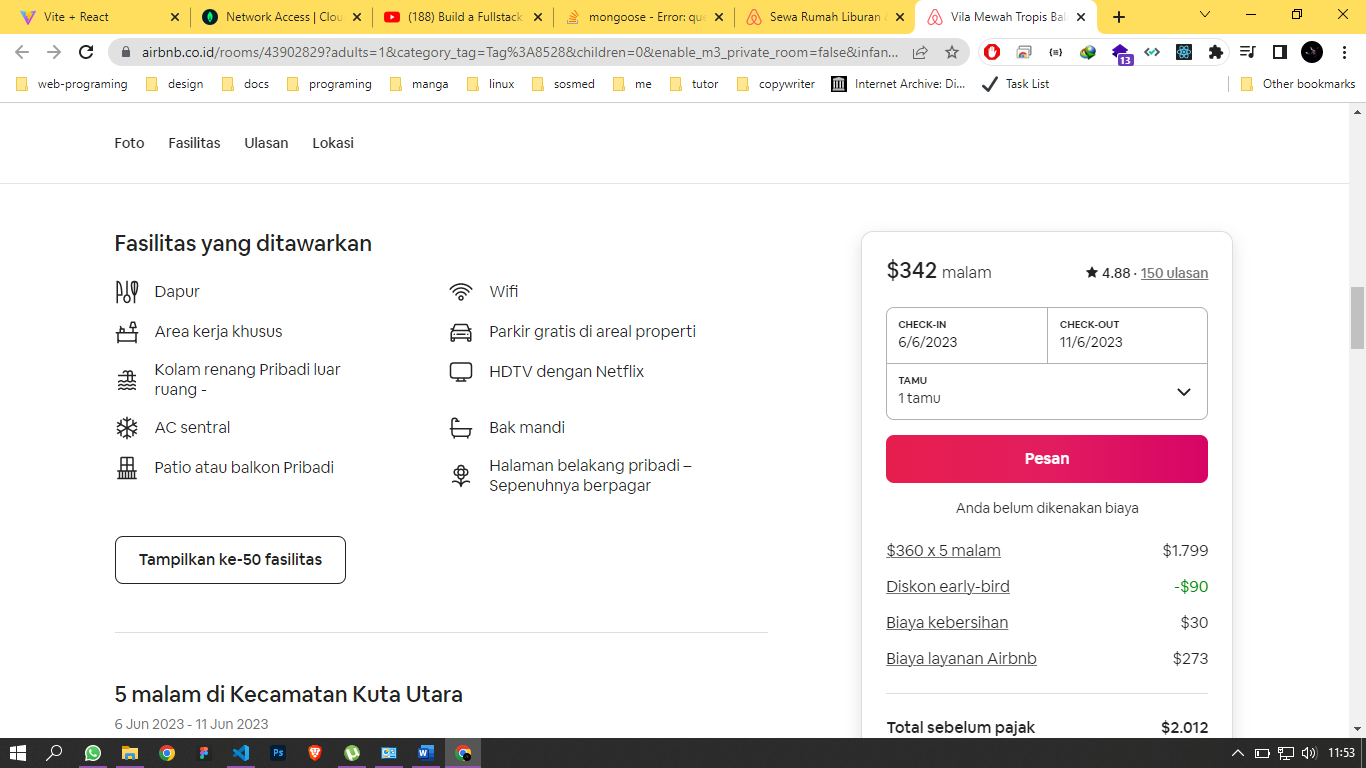 Vite + React
Network Access | Clou
(188) Build a Fullstack
mongoose - Error: que
Sewa Rumah Liburan
Vila Mewah Tropis Bal
airbnb.co.id/rooms/43902829?adults=1&category_tag=Tag%3A8528&children=0&enable_m3_private_room=false&infan...
13
web-programing
design
docs
programing
manga
linux
sosmed
me
tutor
copywriter
Internet Archive: Di...
Task List
Other bookmarks
Foto
Fasilitas
Ulasan
Lokasi
Fasilitas yang ditawarkan
Dapur
Wifi
Area kerja khusus
Parkir gratis di areal properti
Kolam renang Pribadi luar
ruang -
HDTV dengan Netflix
AC sentral
Bak mandi
Patio atau balkon Pribadi
Halaman belakang pribadi –
Sepenuhnya berpagar
Tampilkan ke-50 fasilitas
5 malam di Kecamatan Kuta Utara
6 Jun 2023 - 11 Jun 2023
$342 malam
★ 4.88 · 150 ulasan
CHECK-IN
6/6/2023
CHECK-OUT
11/6/2023
TAMU
1 tamu
Pesan
Anda belum dikenakan biaya
$360 x 5 malam $1.799
Diskon early-bird -$90
Biaya kebersihan $30
Biaya layanan Airbnb $273
Total sebelum pajak $2.012
11:53